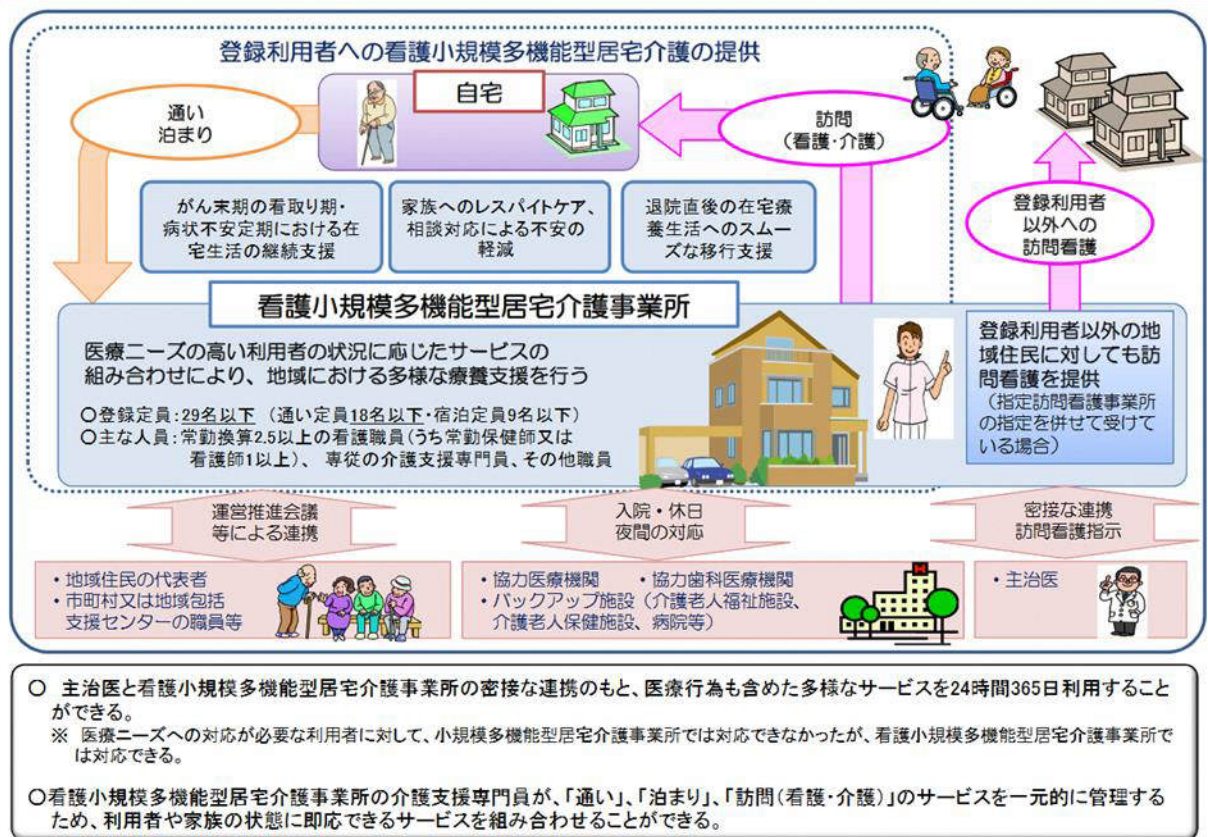 登録利用者への看護小規模多機能型居宅介護の提供
自宅
通い
泊まり
訪問
(看護・介護)
がん末期の看取り期・
病状不安定期における在
宅生活の継続支援
家族へのレスパイトケア、
相談対応による不安の
軽減
退院直後の在宅療
養生活へのスムー
ズな移行支援
登録利用者
以外への
訪問看護
看護小規模多機能型居宅介護事業所
医療ニーズの高い利用者の状況に応じたサービスの
組み合わせにより、地域における多様な療養支援を行う
○登録定員:29名以下 (通い定員18名以下・宿泊定員9名以下)
○主な人員:常勤換算2.5以上の看護職員(うち常勤保健師又は
看護師1以上)、 専従の介護支援専門員、その他職員
登録利用者以外の地
域住民に対しても訪
問看護を提供
(指定訪問看護事業所
の指定を併せて受けて
いる場合)
運営推進会議
等による連携
入院・休日
夜間の対応
密接な連携
訪問看護指示
・地域住民の代表者
・市町村又は地域包括
支援センターの職員等
・協力医療機関 ・協力歯科医療機関
・バックアップ施設(介護老人福祉施設、
介護老人保健施設、病院等)
・主治医
○ 主治医と看護小規模多機能型居宅介護事業所の密接な連携のもと、医療行為も含めた多様なサービスを24時間365日利用すること
ができる。
※ 医療ニーズへの対応が必要な利用者に対して、小規模多機能型居宅介護事業所では対応できなかったが、看護小規模多機能型居宅介護事業所で
は対応できる。
○看護小規模多機能型居宅介護事業所の介護支援専門員が、「通い」、「泊まり」、「訪問(看護・介護)」のサービスを一元的に管理する
ため、利用者や家族の状態に即応できるサービスを組み合わせることができる。